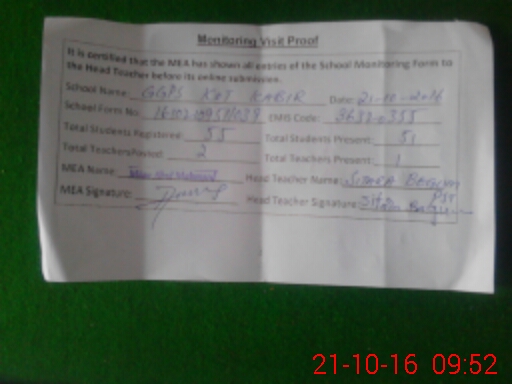 Monitoring Visit Proof
It is certified that the MEA has shown all entries of the School Monitoring Form to
the Head Teacher before its online submission.
School Name: GGPS KOT KABIR Date: 21-10-2016
School Form No: EMIS Code:
Total Students Registered: 55 Total Students Present: 51
Total Teachers Posted: 2 Total Teachers Present: 1
MEA Name: Head Teacher Name: BEGUM
PST
MEA Signature: Head Teacher Signature:
21-10-16 09:52